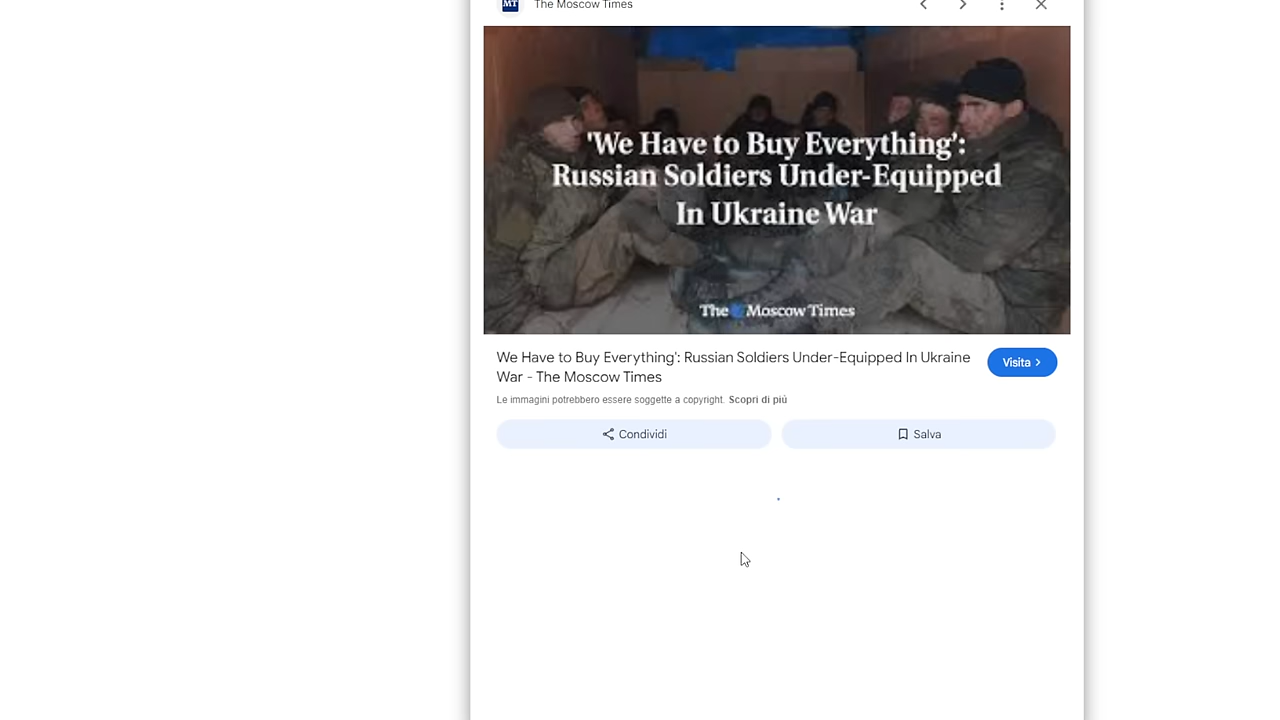 MT The Moscow Times
'We Have to Buy Everything':
Russian Soldiers Under-Equipped
In Ukraine War
The Moscow Times
We Have to Buy Everything': Russian Soldiers Under-Equipped In Ukraine
War - The Moscow Times
Visita
Le immagini potrebbero essere soggette a copyright. Scopri di più
Condividi
Salva